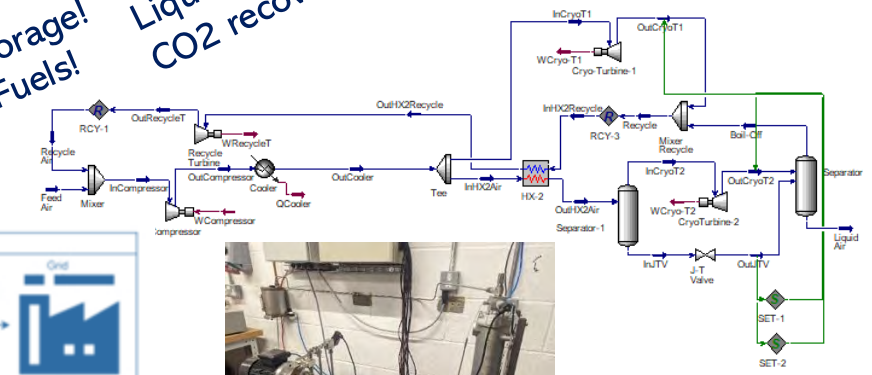 orage!
Fuels!
Liqu
CO2 recov
InCryoT1
OutCryoT1
WCryo-T1
Cryo-Turbine-1
OutHX2Recycle
OutRecycleT
RCY-1
WRecycleT
Recycle
Turbine
InHX2Recycle
RCY-3
Recycle
Mixer
Recycle
Boil-Off
Separator
Recycle
Air
Feed
Air
Mixer
InCompressor
OutCompressor
Cooler
QCooler
OutCooler
Tee
InHX2Air
HX-2
OutHX2Air
Separator-1
InCryoT2
OutCryoT2
WCryo-T2
CryoTurbine-2
WCompressor
ompressor
InJTV
J-T
Valve
OutJTV
Liquid
Air
SET-1
SET-2
Grid